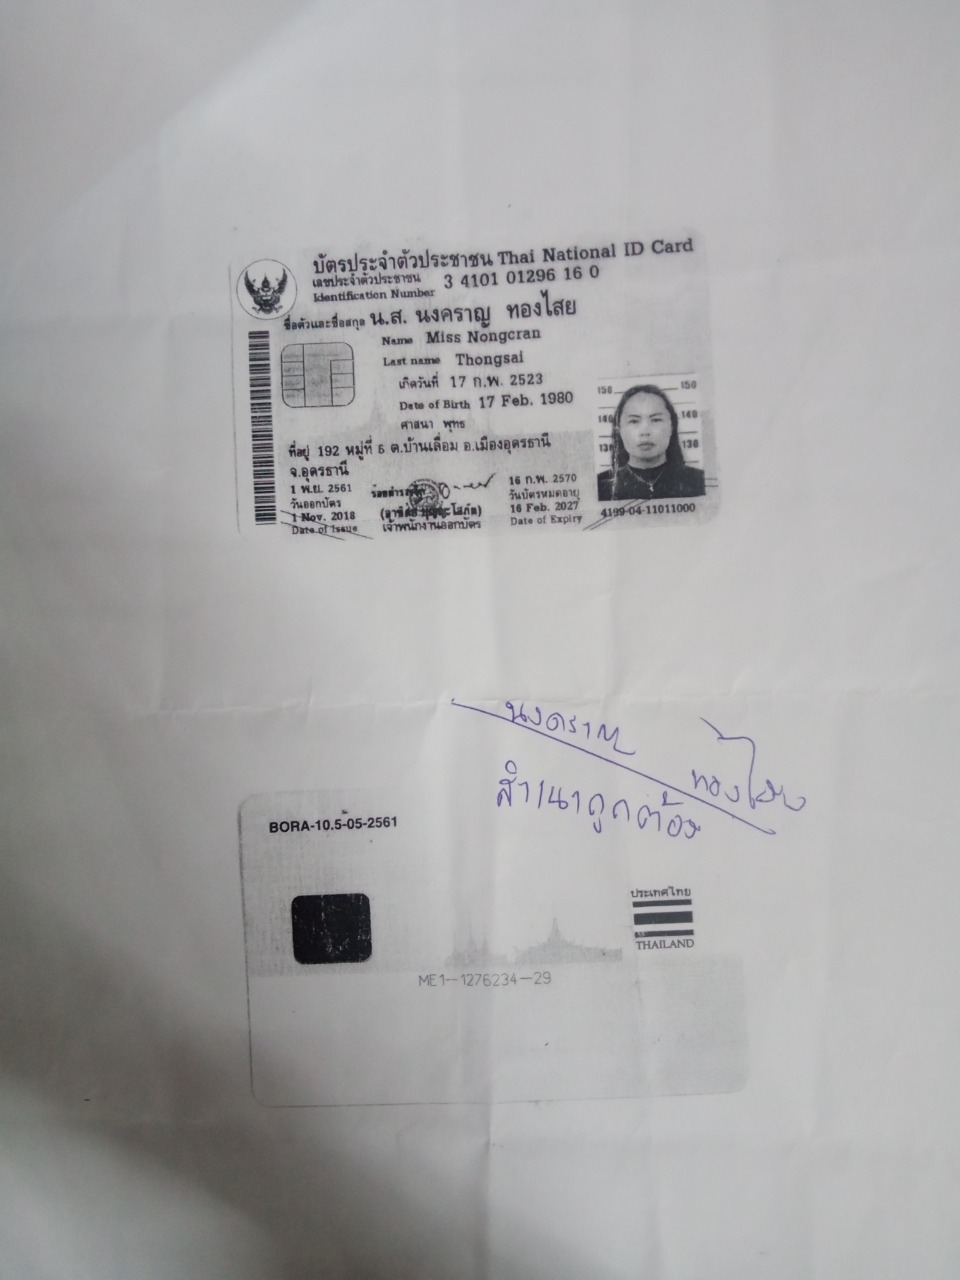 บัตรประจำตัวประชาชน Thai National ID Card
เลขประจำตัวประชาชน
Identification Number 3 4101 01296 16 0
ชื่อตัวและชื่อสกุล น.ส. นงคราญ ทองไสย
Name Miss Nongcran
Last name Thongsai
เกิดวันที่ 17 ก.พ. 2523
Date of Birth 17 Feb. 1980
ศาสนา พุทธ
ที่อยู่ 192 หมู่ที่ 5 ต.บ้านเลื่อม อ.เมืองอุดรธานี
จ.อุดรธานี
1 พ.ย. 2561
วันออกบัตร
1 Nov. 2018
Date of Issue
เจ้าพนักงานออกบัตร
16 ก.พ. 2570
วันบัตรหมดอายุ
16 Feb. 2027
Date of Expiry
150 150
140 140
130 130
4199-04-11011000
นงคราญ ทองไสย
สำเนาถูกต้อง
BORA-10.5-05-2561
ประเทศไทย
THAILAND
ME1--1276234--29